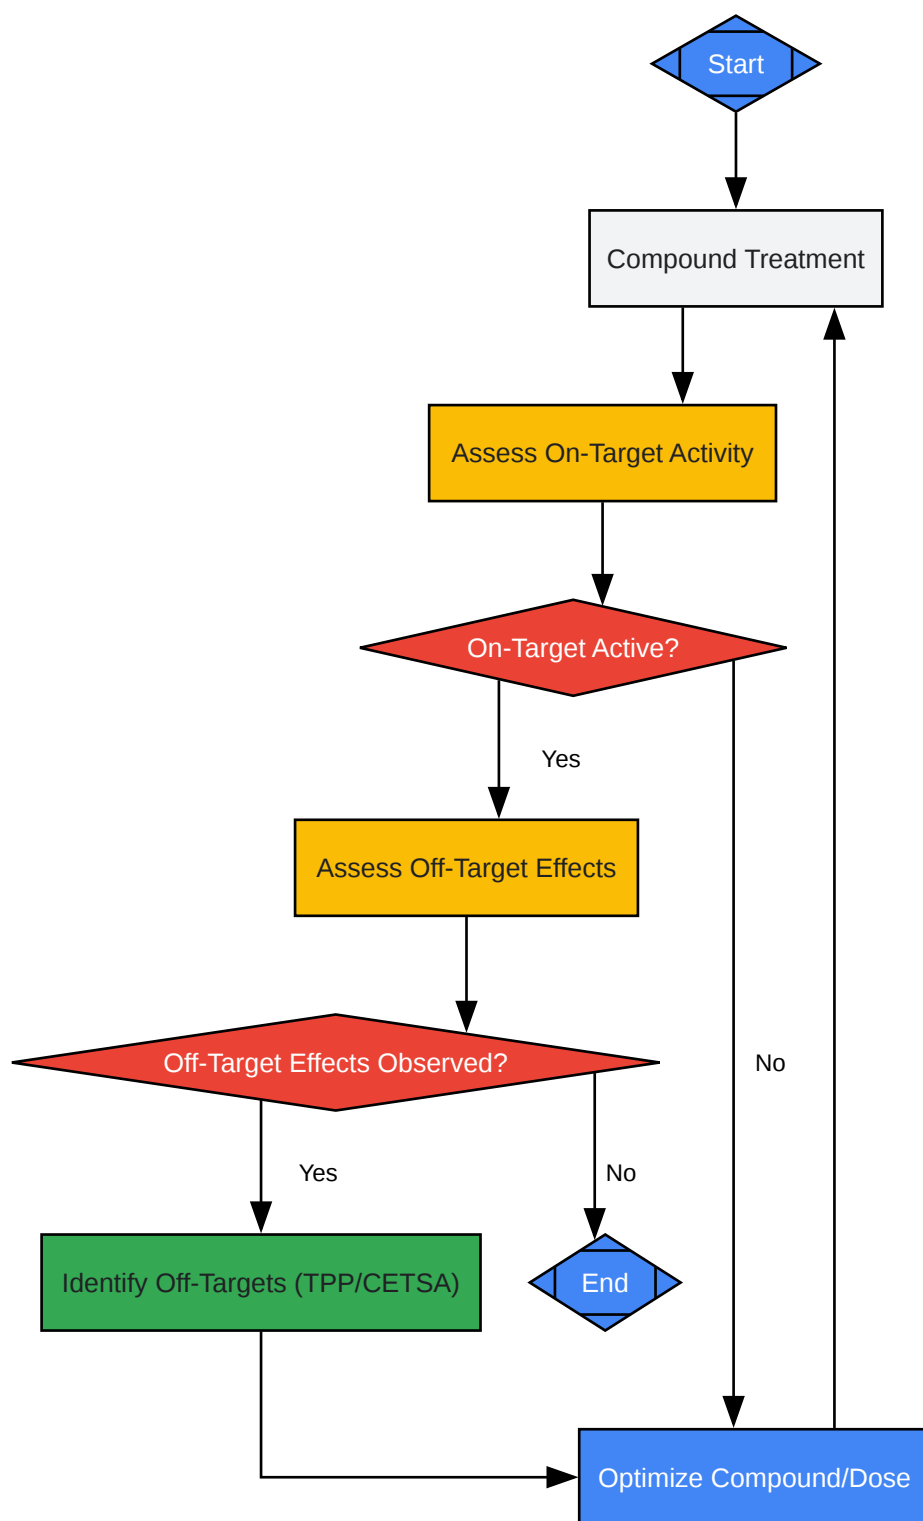 Start
Compound Treatment
Assess On-Target Activity
On-Target Active?
Yes
Assess Off-Target Effects
Off-Target Effects Observed?
No
Yes
No
Identify Off-Targets (TPP/CETSA)
End
Optimize Compound/Dose